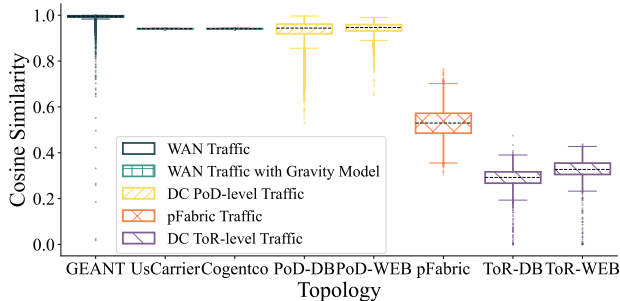 Cosine Similarity
1.0
0.8
0.6
0.4
0.2
0.0
WAN Traffic
WAN Traffic with Gravity Model
DC PoD-level Traffic
pFabric Traffic
DC ToR-level Traffic
GEANT UsCarrier Cogentco PoD-DB PoD-WEB pFabric ToR-DB ToR-WEB
Topology